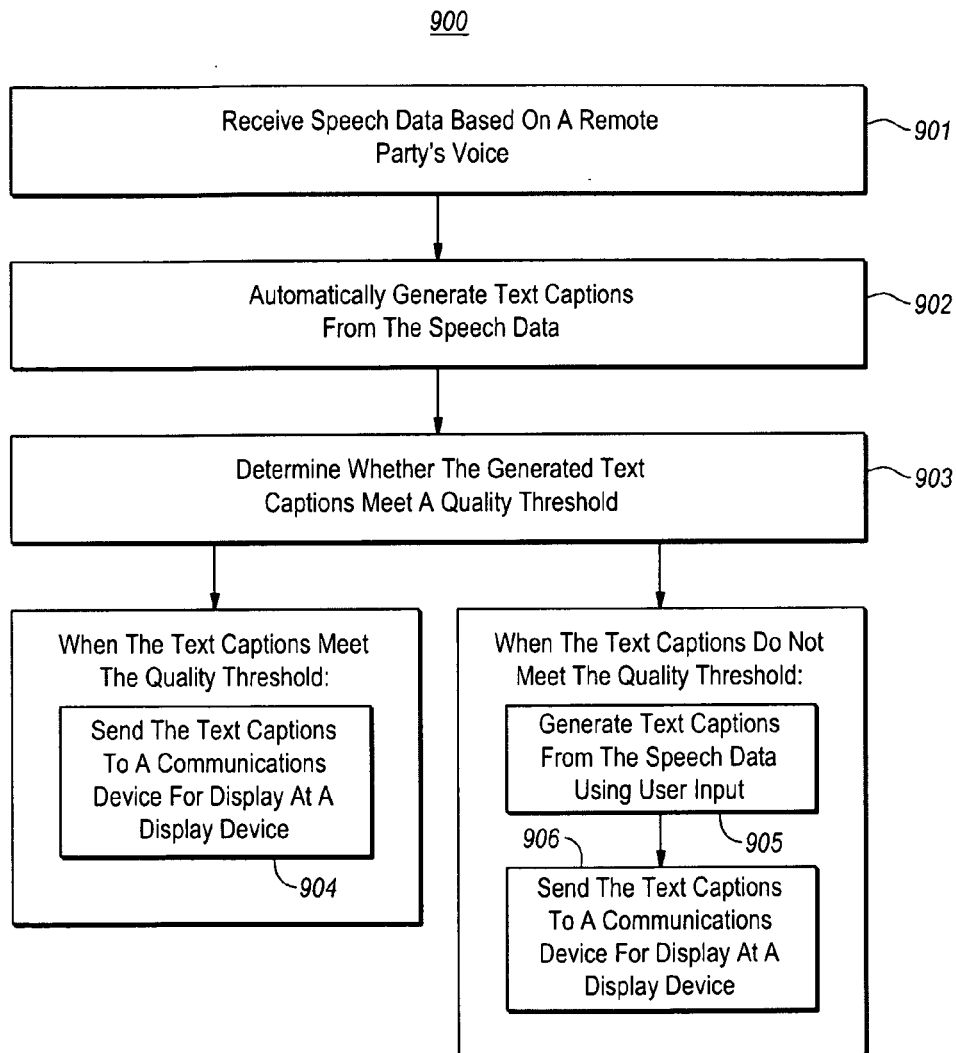 900
Receive Speech Data Based On A Remote
Party's Voice
901
Automatically Generate Text Captions
From The Speech Data
902
Determine Whether The Generated Text
Captions Meet A Quality Threshold
903
When The Text Captions Meet
The Quality Threshold:
Send The Text Captions
To A Communications
Device For Display At A
Display Device
904
When The Text Captions Do Not
Meet The Quality Threshold:
Generate Text Captions
From The Speech Data
Using User Input
905
906
Send The Text Captions
To A Communications
Device For Display At A
Display Device